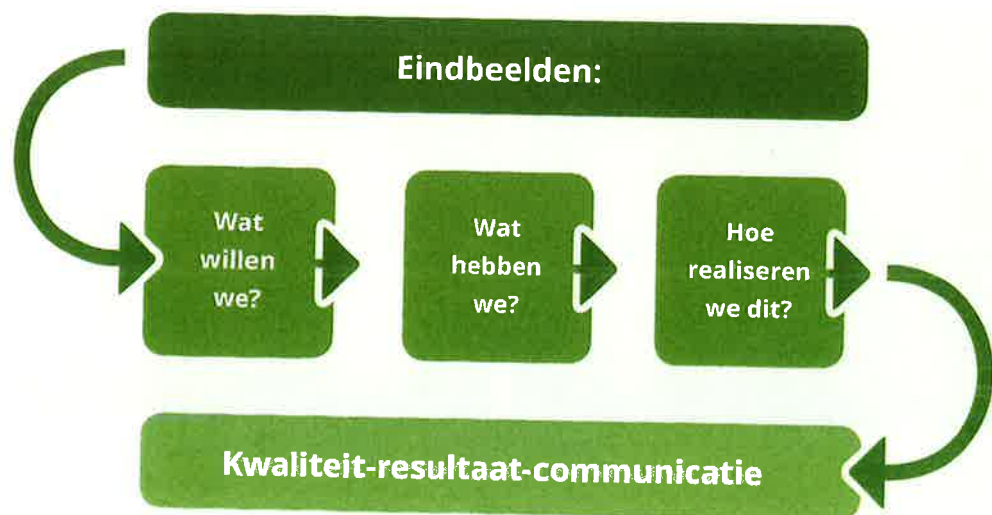 Eindbeelden:
Wat
willen
we?
Wat
hebben
we?
Hoe
realiseren
we dit?
Kwaliteit-resultaat-communicatie